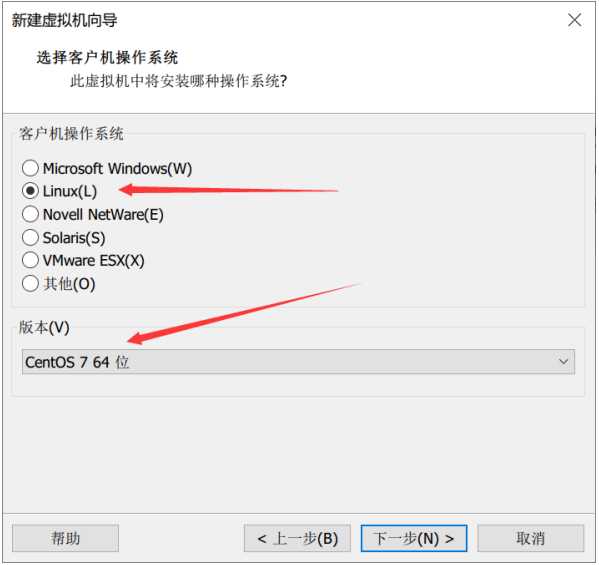 新建虚拟机向导
选择客户机操作系统
此虚拟机中将安装哪种操作系统?
客户机操作系统
Microsoft Windows(W)
Linux(L)
Novell NetWare(E)
Solaris(S)
VMware ESX(X)
其他(O)
版本(V)
CentOS 7 64 位
帮助
< 上一步(B)
下一步(N) >
取消